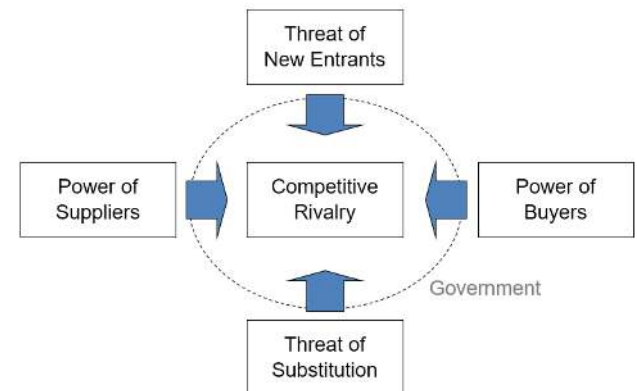 Threat of
New Entrants
Power of
Suppliers
Competitive
Rivalry
Power of
Buyers
Government
Threat of
Substitution